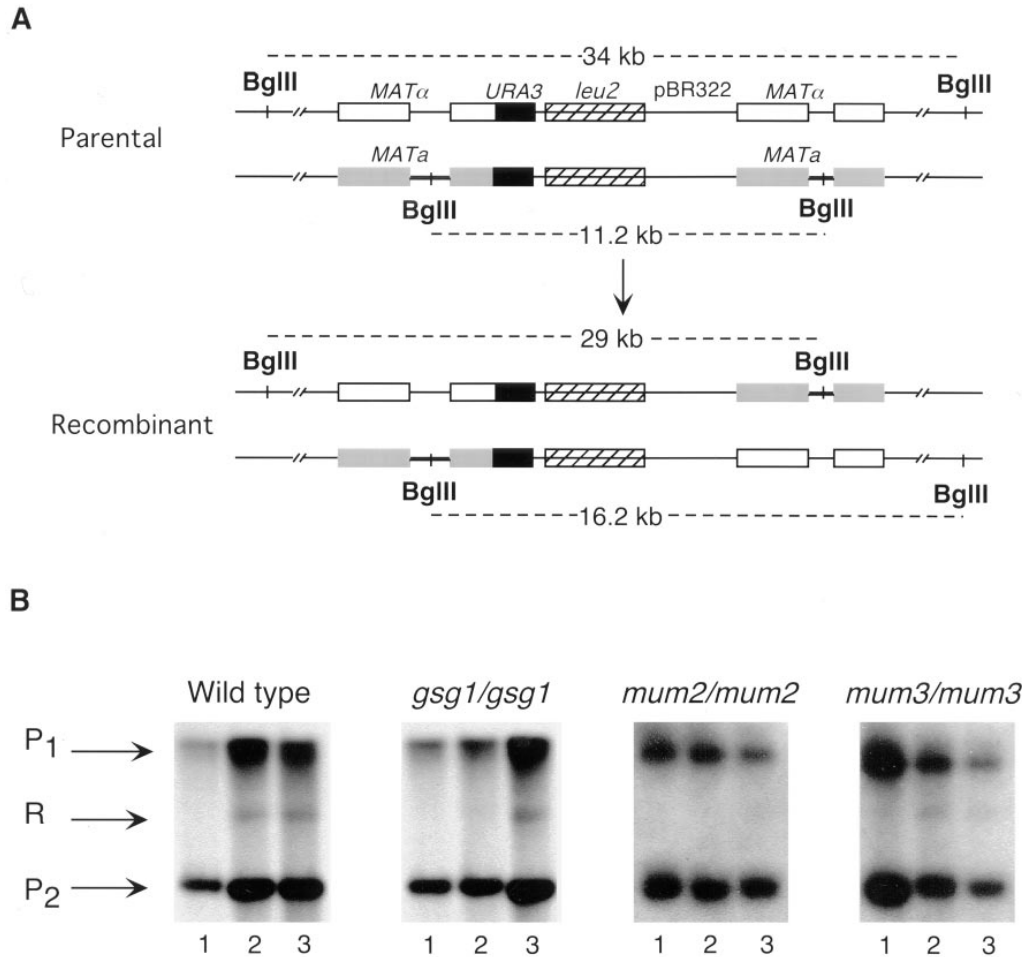 A
34 kb
BglII BglII
MATα URA3 leu2 pBR322 MATα
Parental
MATa MATa
BglII BglII
11.2 kb
29 kb
BglII BglII
Recombinant
BglII BglII
16.2 kb
B
Wild type gsg1/gsg1 mum2/mum2 mum3/mum3
P1
R
P2
1 2 3 1 2 3 1 2 3 1 2 3